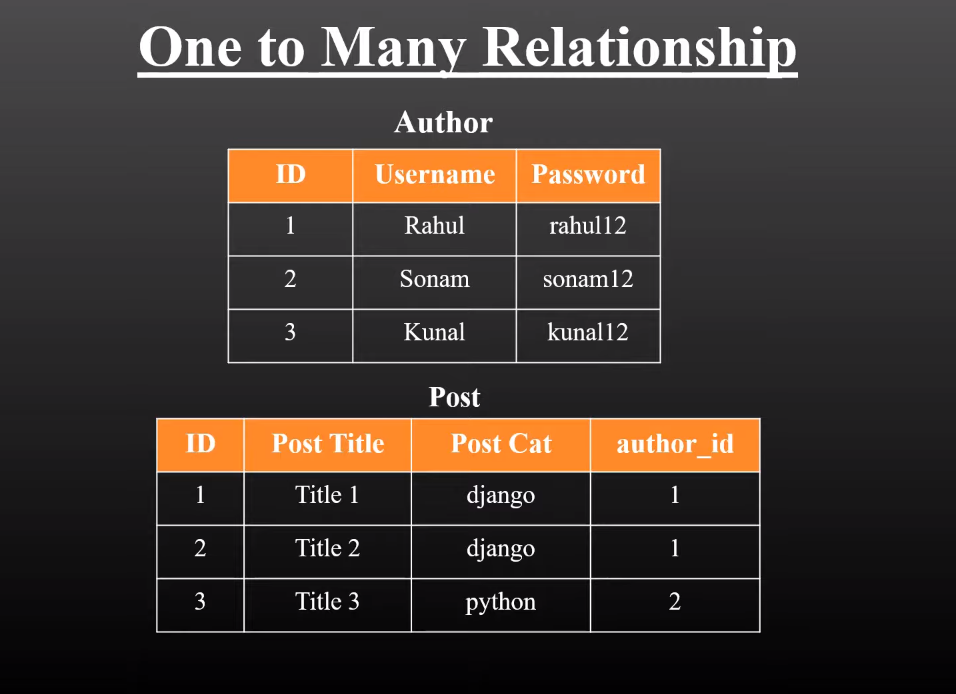 One to Many Relationship
Author
ID Username Password
1 Rahul rahul12
2 Sonam sonam12
3 Kunal kunal12
Post
ID Post Title Post Cat author_id
1 Title 1 django 1
2 Title 2 django 1
3 Title 3 python 2